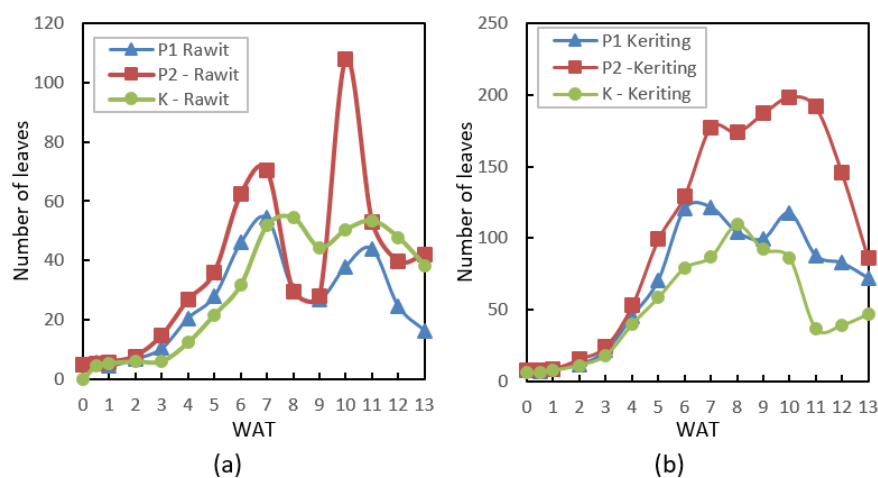 120
100
80
60
40
20
0
Number of leaves
P1 Rawit
P2 - Rawit
K - Rawit
0 1 2 3 4 5 6 7 8 9 10 11 12 13
WAT
(a)
250
200
150
100
50
0
Number of leaves
P1 Keriting
P2 -Keriting
K - Keriting
0 1 2 3 4 5 6 7 8 9 10 11 12 13
WAT
(b)